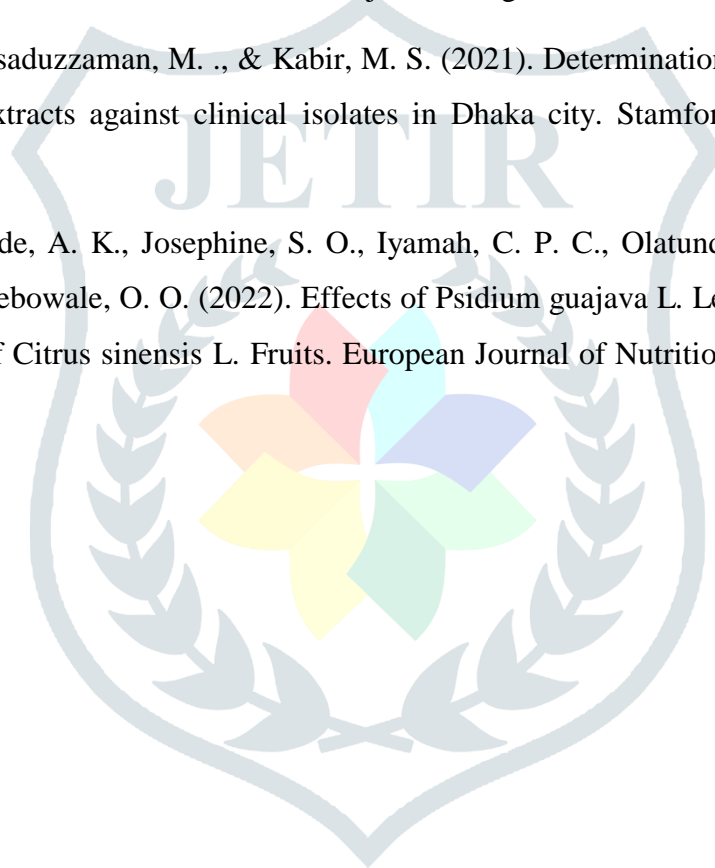 saduzzaman, M. ., & Kabir, M. S. (2021). Determination
xtracts against clinical isolates in Dhaka city. Stamfor
JETIR
de, A. K., Josephine, S. O., Iyamah, C. P. C., Olatund
ebowale, O. O. (2022). Effects of Psidium guajava L. Le
f Citrus sinensis L. Fruits. European Journal of Nutritio